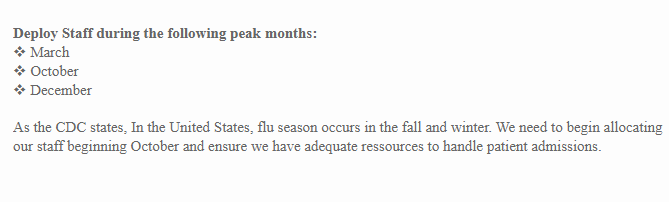 Deploy Staff during the following peak months:
❖ March
❖ October
❖ December
As the CDC states, In the United States, flu season occurs in the fall and winter. We need to begin allocating
our staff beginning October and ensure we have adequate ressources to handle patient admissions.